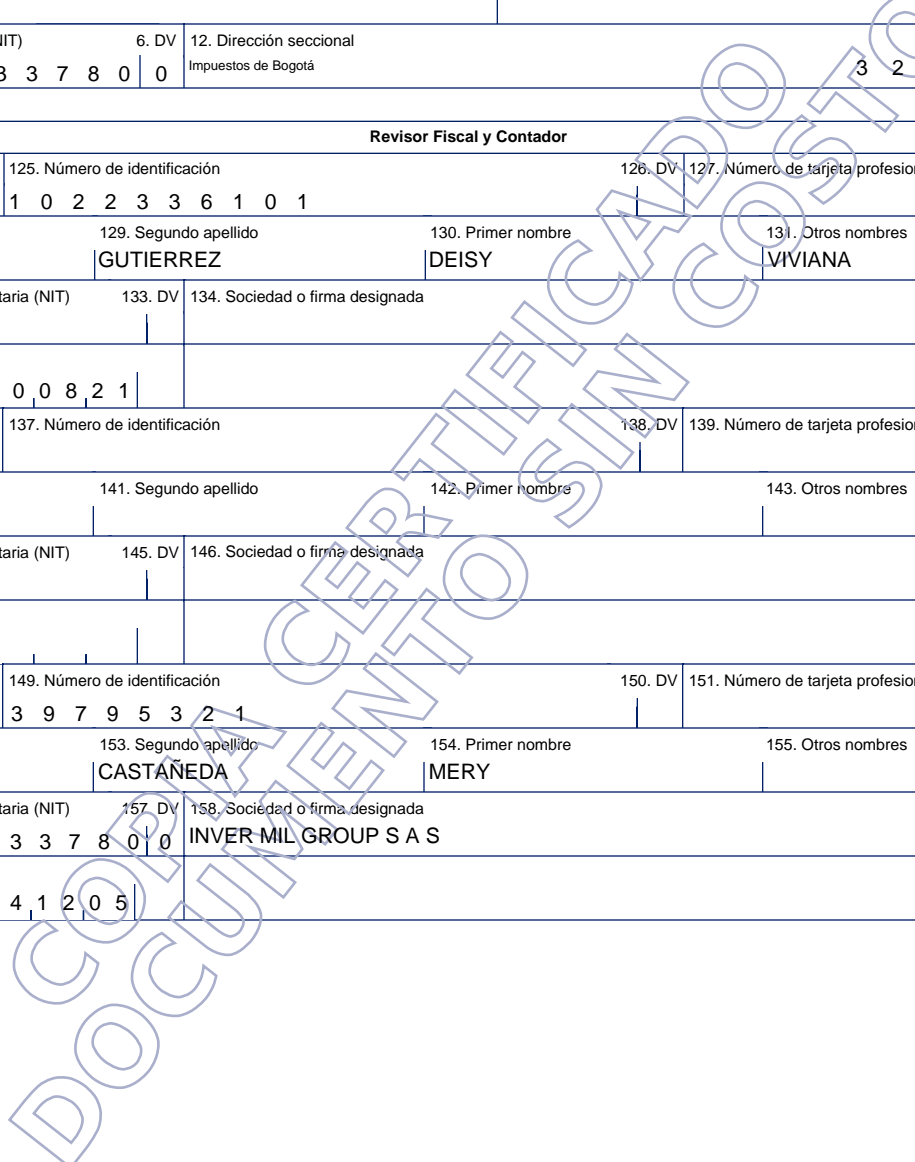 NIT) 6. DV 12. Dirección seccional
3 3 7 8 0 0 Impuestos de Bogotá 3 2
Revisor Fiscal y Contador
125. Número de identificación 126. DV 127. Número de tarjeta profesion
1 0 2 2 3 3 6 1 0 1
129. Segundo apellido 130. Primer nombre 131. Otros nombres
GUTIERREZ DEISY VIVIANA
taria (NIT) 133. DV 134. Sociedad o firma designada
0 0 8 2 1
137. Número de identificación 138. DV 139. Número de tarjeta profesion
141. Segundo apellido 142. Primer nombre 143. Otros nombres
taria (NIT) 145. DV 146. Sociedad o firma designada
149. Número de identificación 150. DV 151. Número de tarjeta profesion
3 9 7 9 5 3 2 1
153. Segundo apellido 154. Primer nombre 155. Otros nombres
CASTAÑEDA MERY
taria (NIT) 157. DV 158. Sociedad o firma designada
3 3 7 8 0 0 INVER MIL GROUP S A S
4 1 2 0 5
COPIA CERTIFICADO
DOCUMENTO SIN COSTO